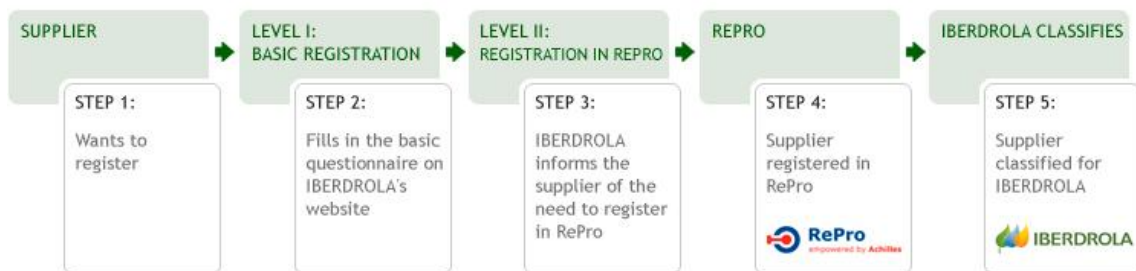 SUPPLIER
LEVEL I:
BASIC REGISTRATION
LEVEL II:
REGISTRATION IN REPRO
REPRO
IBERDROLA CLASSIFIES
STEP 1:
Wants to
register
STEP 2:
Fills in the basic
questionnaire on
IBERDROLA's
website
STEP 3:
IBERDROLA
informs the
supplier of the
need to register
in RePro
STEP 4:
Supplier
registered in
RePro
RePro
empowered by Achilles
STEP 5:
Supplier
classified for
IBERDROLA
IBERDROLA